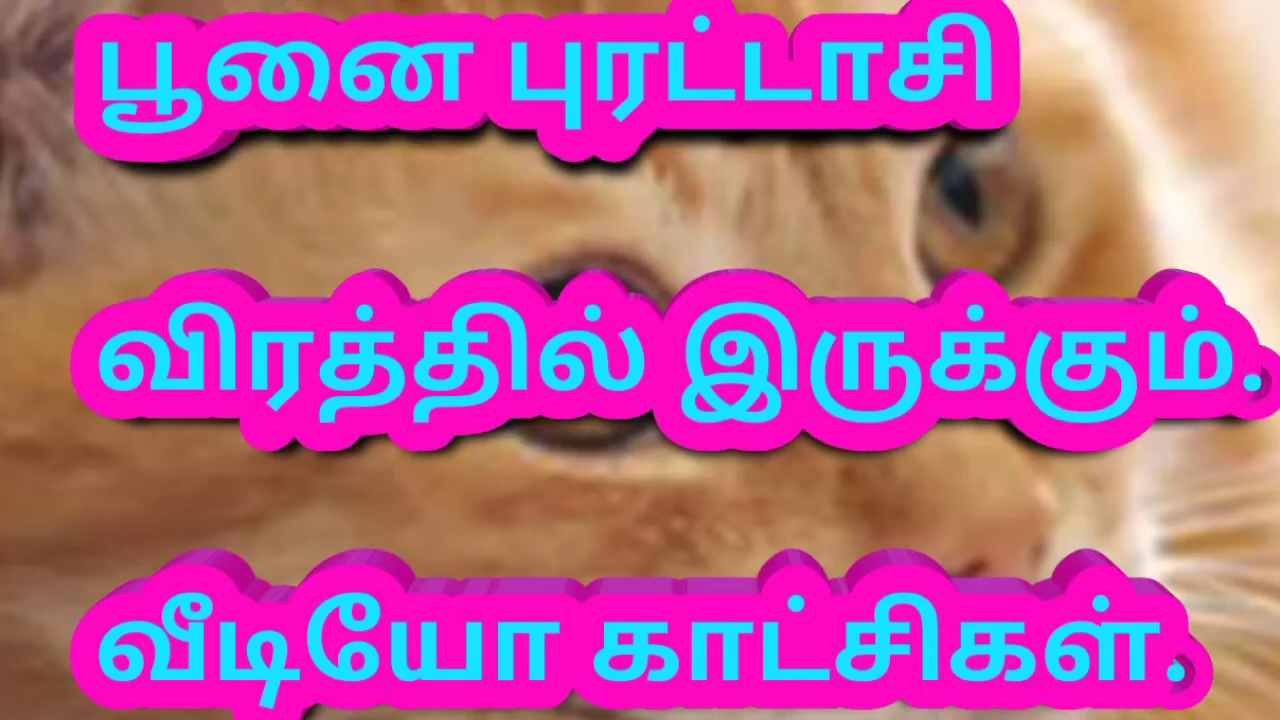 பூனை புரட்டாசி
விரத்தில் இருக்கும்.
வீடியோ காட்சிகள்.